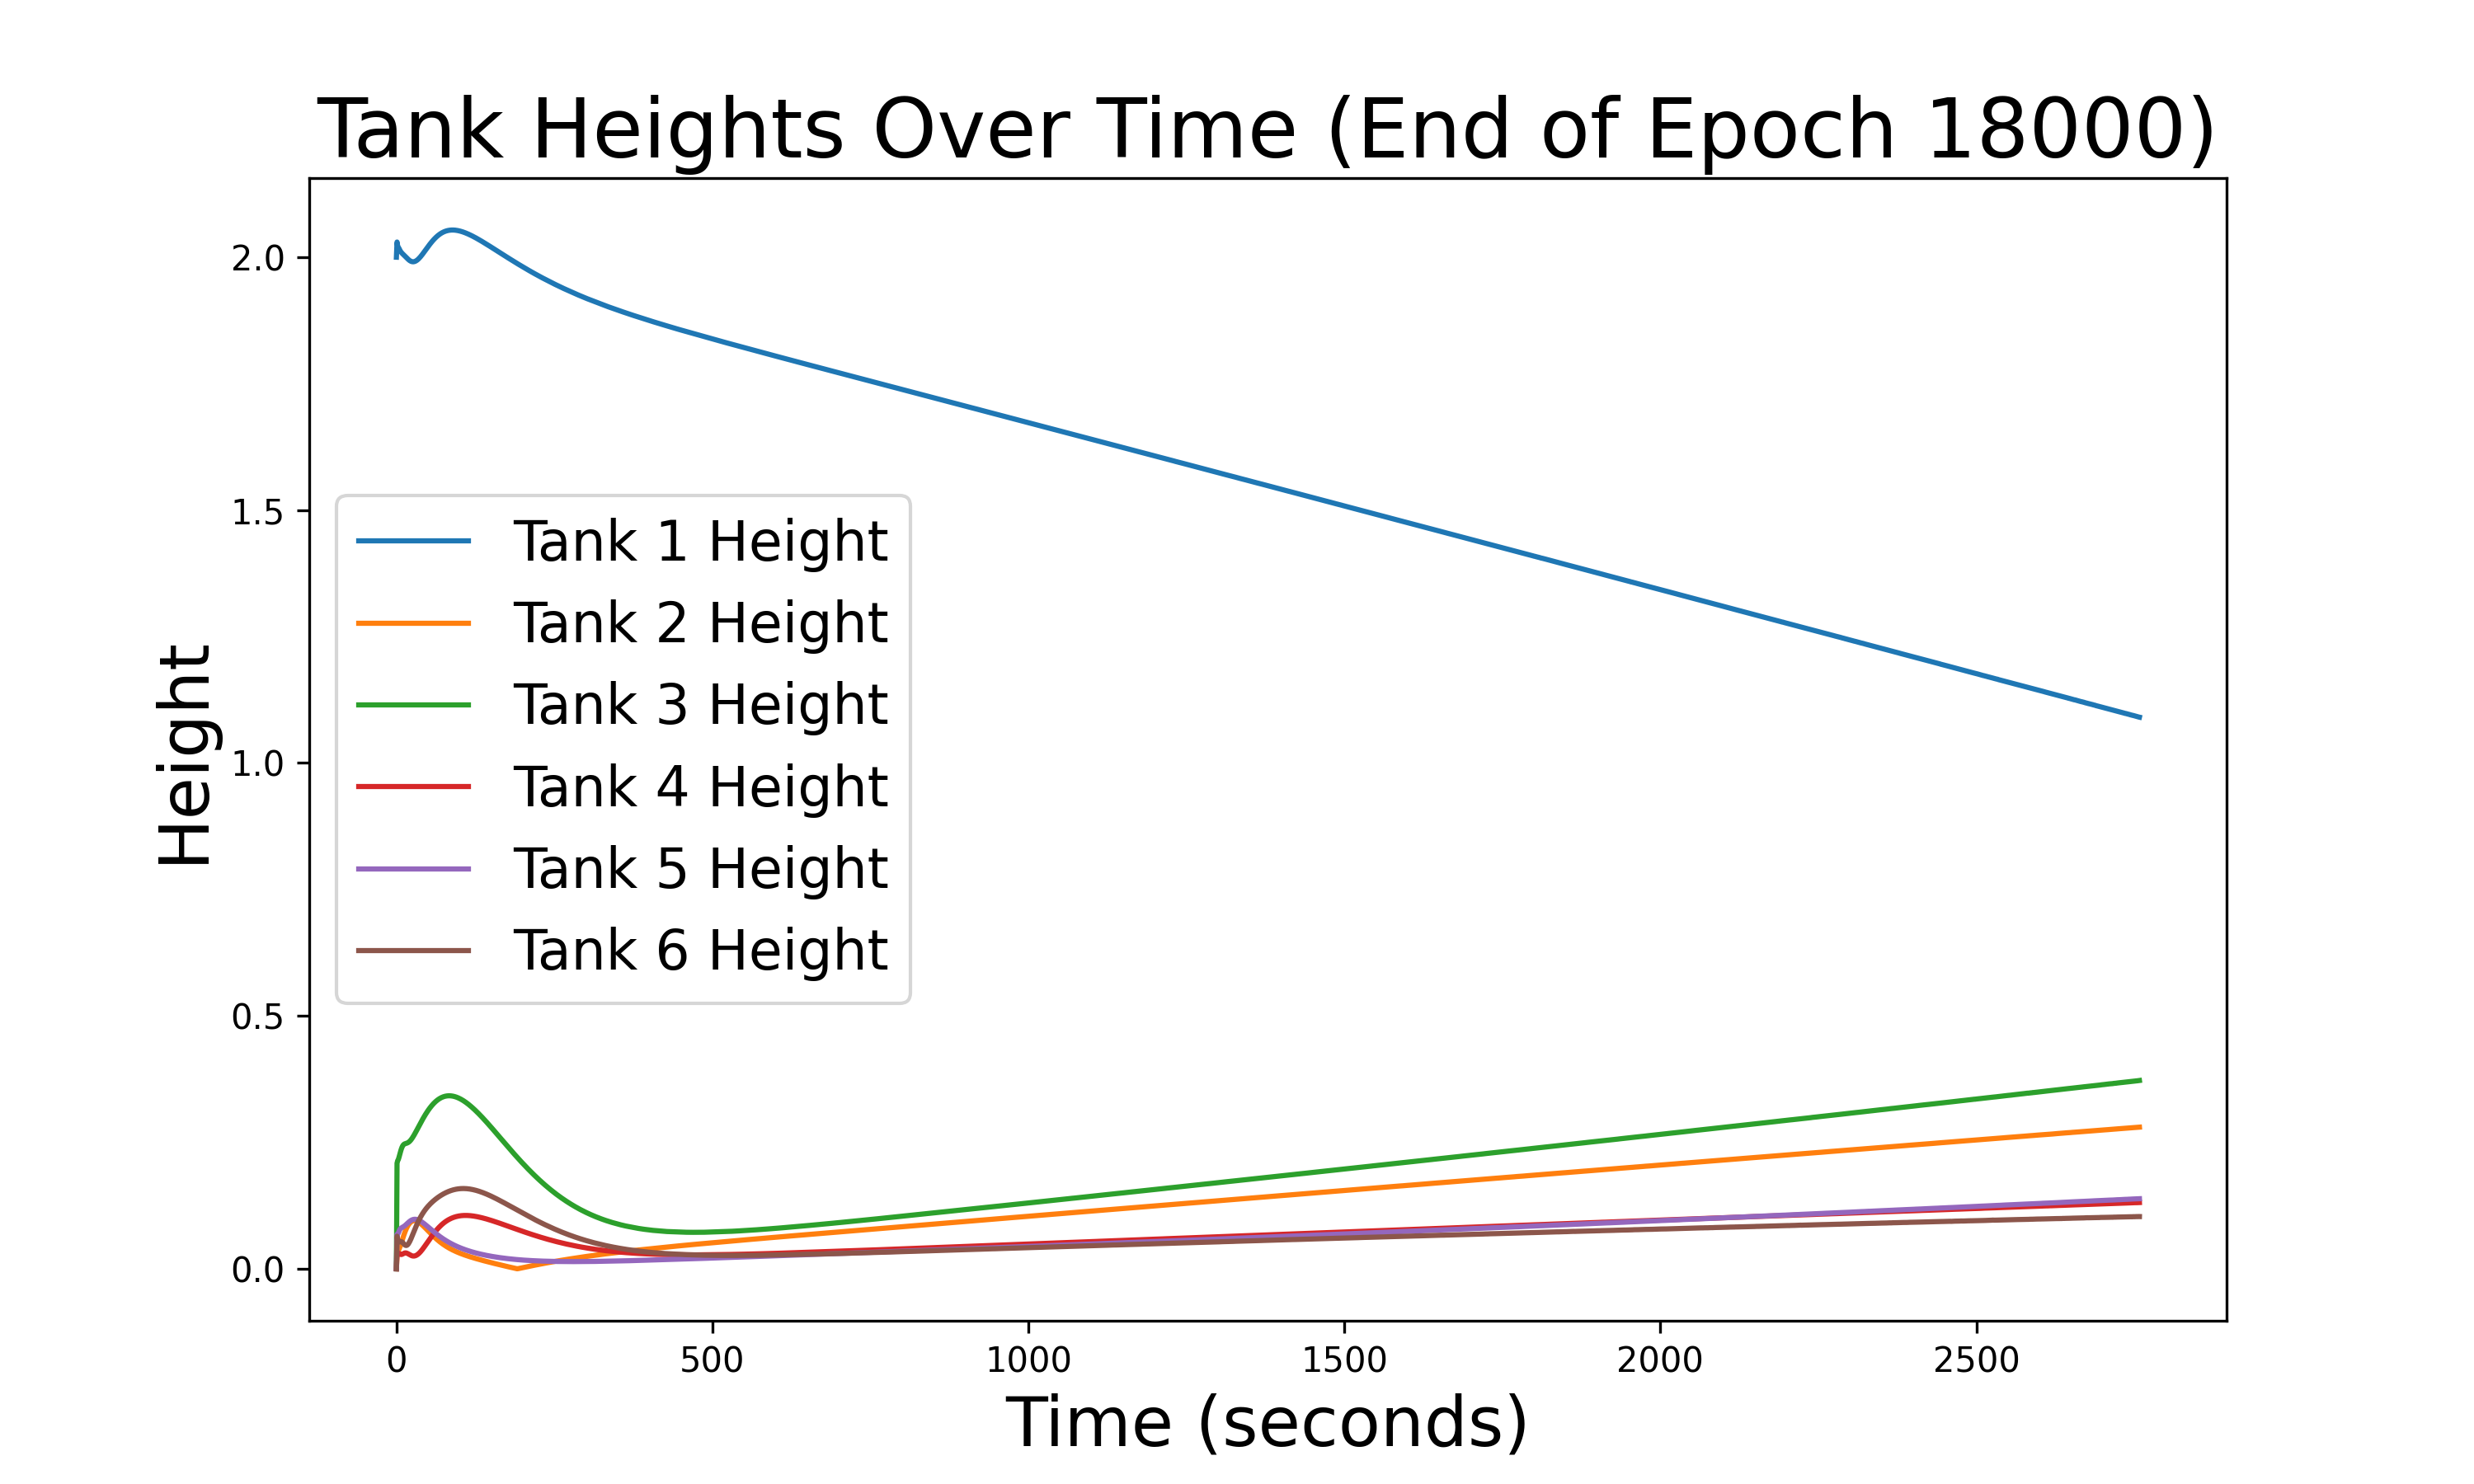 Tank Heights Over Time (End of Epoch 18000)
Height
2.0
1.5
1.0
0.5
0.0
Tank 1 Height
Tank 2 Height
Tank 3 Height
Tank 4 Height
Tank 5 Height
Tank 6 Height
0 500 1000 1500 2000 2500
Time (seconds)